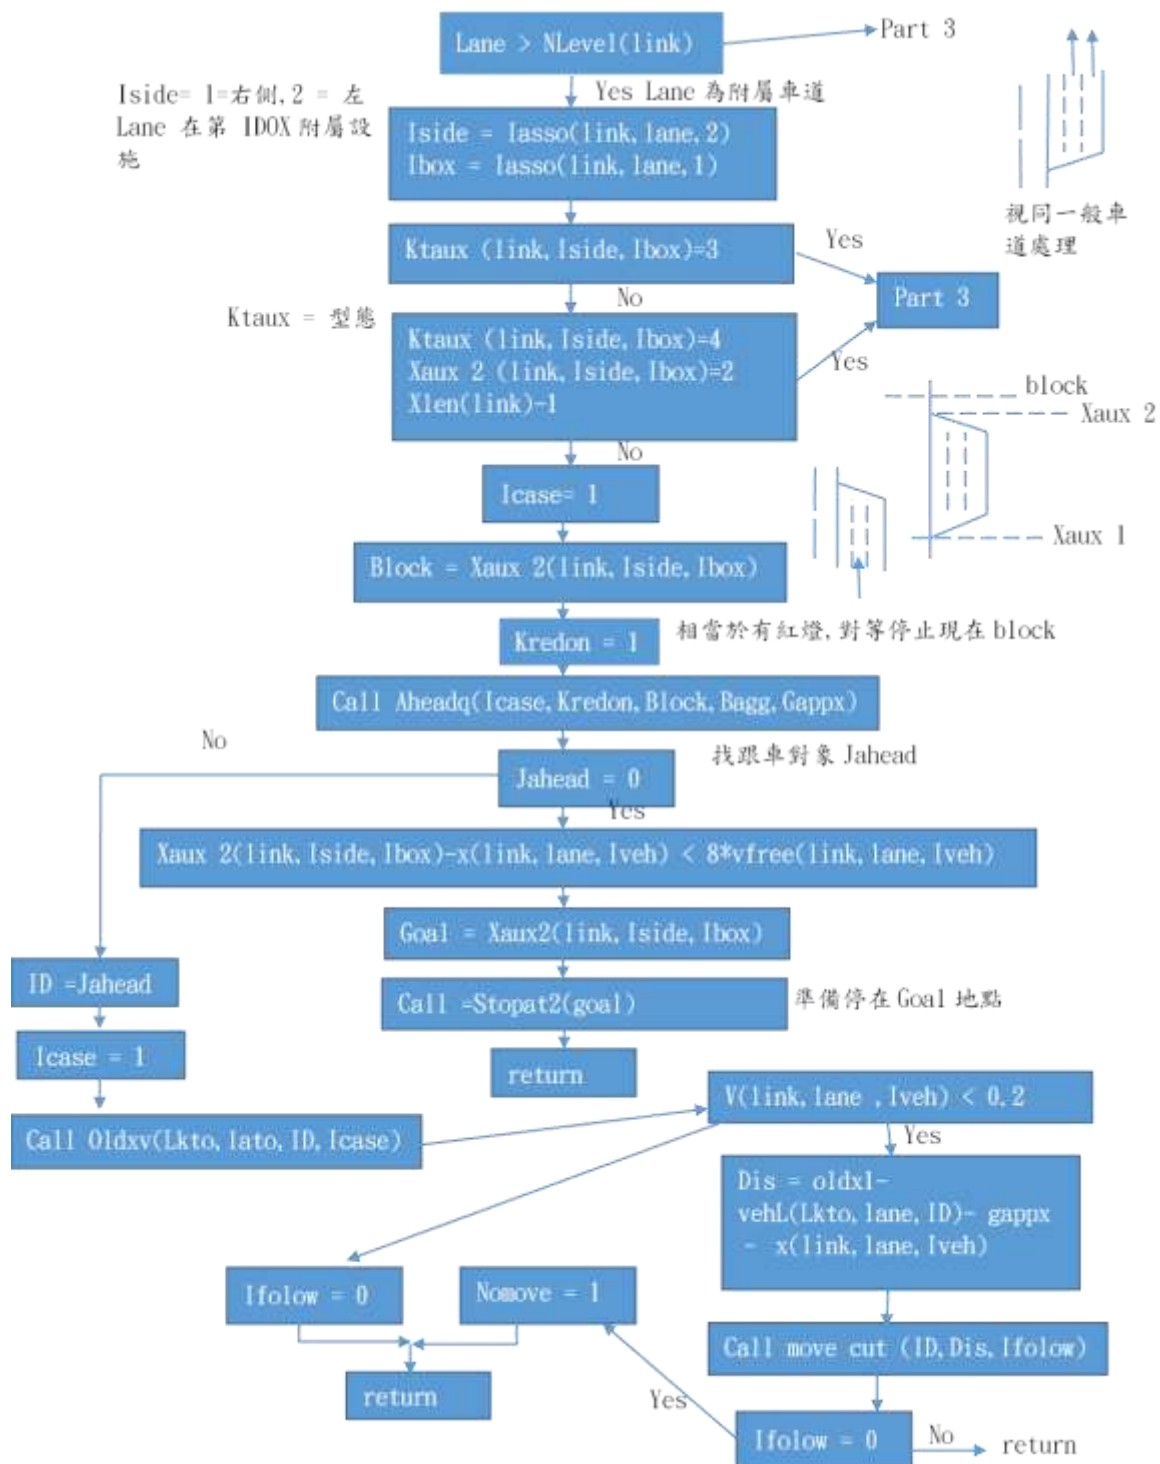 Lane > NLevel(link)
Part 3
Yes Lane 為附屬車道
Iside= 1=右側,2 = 左
Lane 在第 IDOX 附屬設
施
Iside = Iasso(link,lane,2)
Ibox = Iasso(link,lane,1)
視同一般車
道處理
Ktaux (link,Iside,Ibox)=3
Yes
No
Part 3
Ktaux = 型態
Ktaux (link,Iside,Ibox)=4
Xaux 2 (link,Iside,Ibox)=2
Xlen(link)-1
Yes
block
Xaux 2
No
Icase= 1
Xaux 1
Block = Xaux 2(link,Iside,Ibox)
相當於有紅燈,對等停止現在 block
Kredon = 1
Call Aheadq(Icase,Kredon,Block,Bagg,Gappx)
No
找跟車對象 Jahead
Jahead = 0
Yes
Xaux 2(link,Iside,Ibox)-x(link,lane,Iveh) < 8*vfree(link,lane,Iveh)
Goal = Xaux2(link,Iside,Ibox)
ID =Jahead
Call =Stopat2(goal)
準備停在 Goal 地點
Icase = 1
return
V(link,lane ,Iveh) < 0.2
Call Oldxv(Lkto,lato,ID,Icase)
Yes
Dis = oldx1-
vehL(Lkto,lane,ID)- gappx
- x(link,lane,Iveh)
Ifolow = 0
Nomove = 1
Call move cut (ID,Dis,Ifolow)
return
Yes
Ifolow = 0
No
return